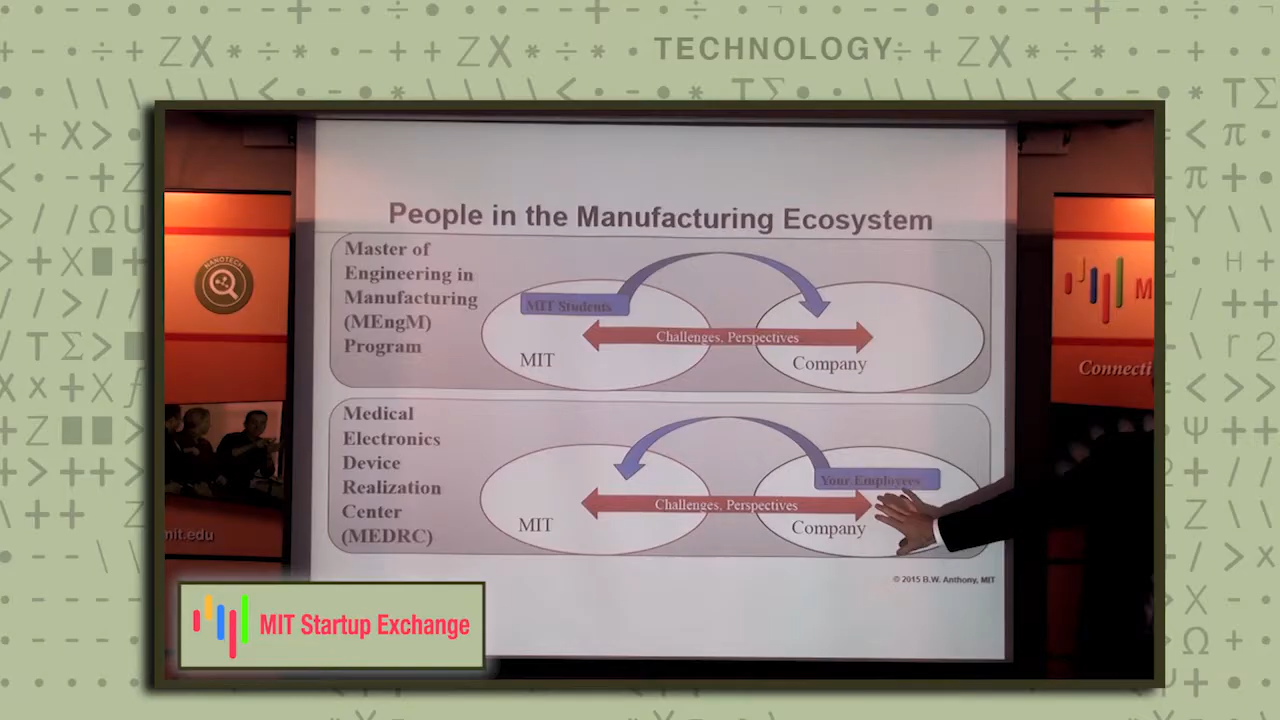 TECHNOLOGY
NANOTECH
People in the Manufacturing Ecosystem
Master of
Engineering in
Manufacturing
(MEngM)
Program
MIT Students
Challenges, Perspectives
MIT
Company
Medical
Electronics
Device
Realization
Center
(MEDRC)
Your Employees
Challenges, Perspectives
MIT
Company
© 2015 B.W. Anthony, MIT
M
Connecti
mit.edu
MIT Startup Exchange